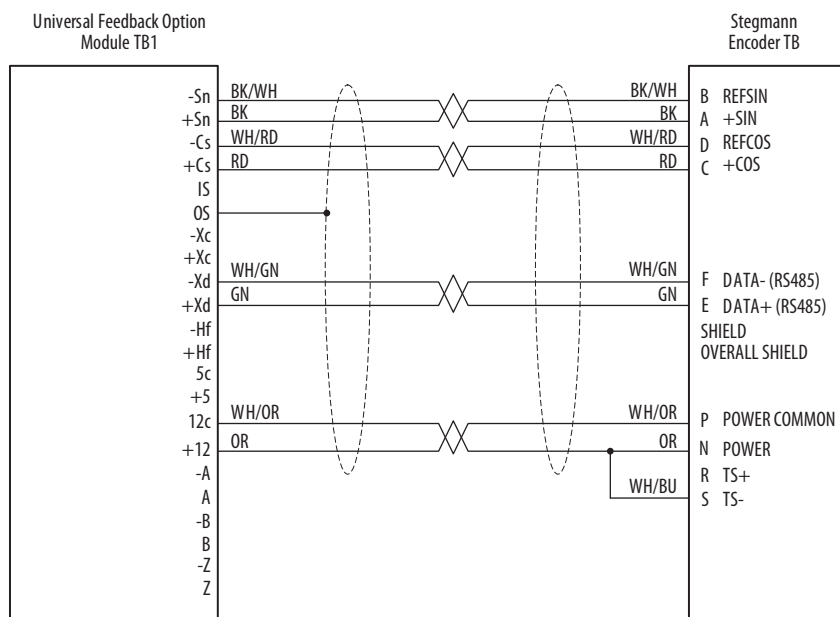 Universal Feedback Option
Module TB1
Stegmann
Encoder TB
-Sn BK/WH BK/WH B REFSIN
+Sn BK BK A +SIN
-Cs WH/RD WH/RD D REFCOS
+Cs RD RD C +COS
IS
OS
-Xc
+Xc
-Xd WH/GN WH/GN F DATA- (RS485)
+Xd GN GN E DATA+ (RS485)
-Hf SHIELD
+Hf OVERALL SHIELD
5c
+5
12c WH/OR WH/OR P POWER COMMON
+12 OR OR N POWER
-A R TS+
A WH/BU S TS-
-B
B
-Z
Z